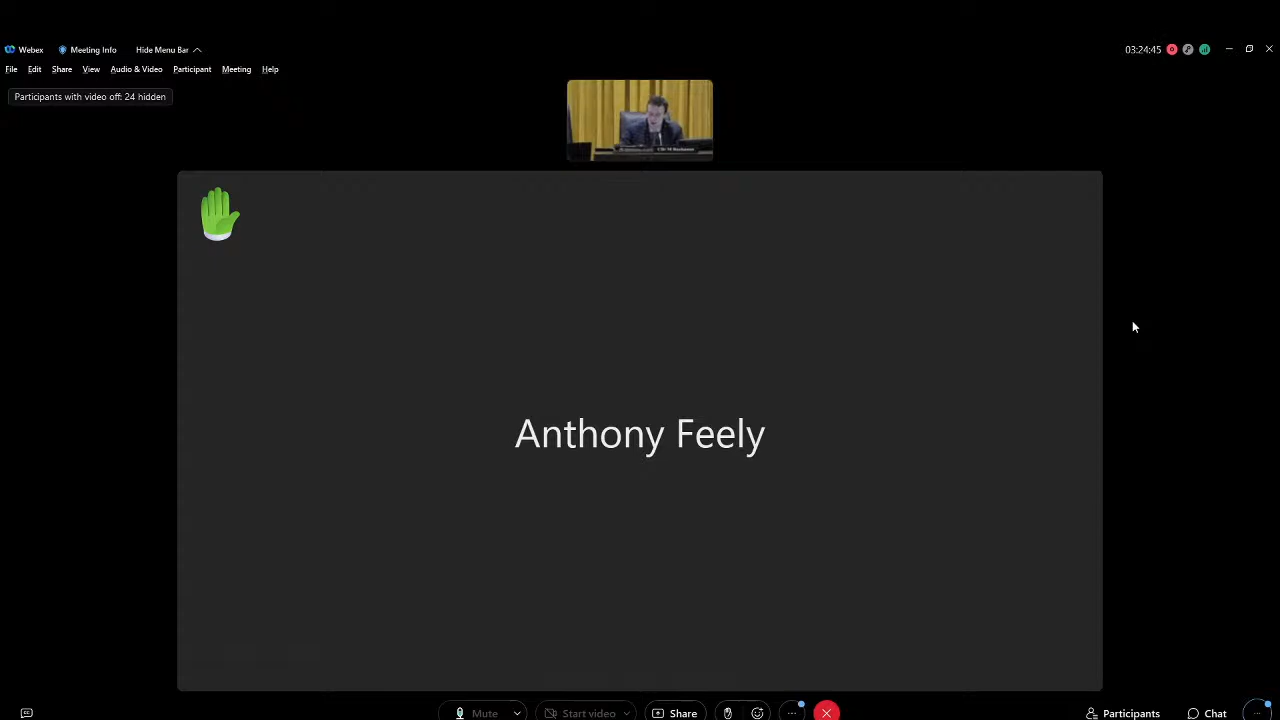 Webex Meeting Info Hide Menu Bar 03:24:45
File Edit Share View Audio & Video Participant Meeting Help
Participants with video off: 24 hidden
Anthony Feely
Mute Start video Share Participants Chat